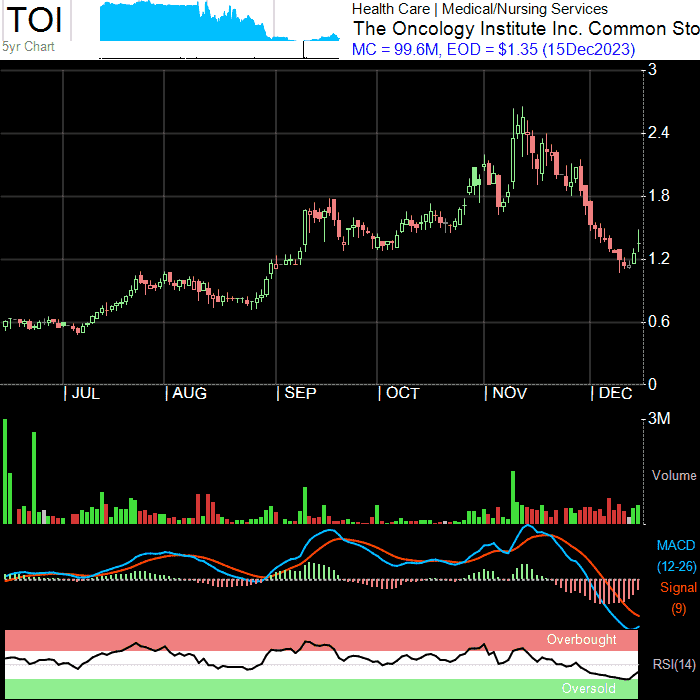 TOI
5yr Chart
Health Care | Medical/Nursing Services
The Oncology Institute Inc. Common Sto
MC = 99.6M, EOD = $1.35 (15Dec2023)
3
2.4
1.8
1.2
0.6
0
JUL AUG SEP OCT NOV DEC
3M
Volume
MACD
(12-26)
Signal
(9)
Overbought
RSI(14)
Oversold